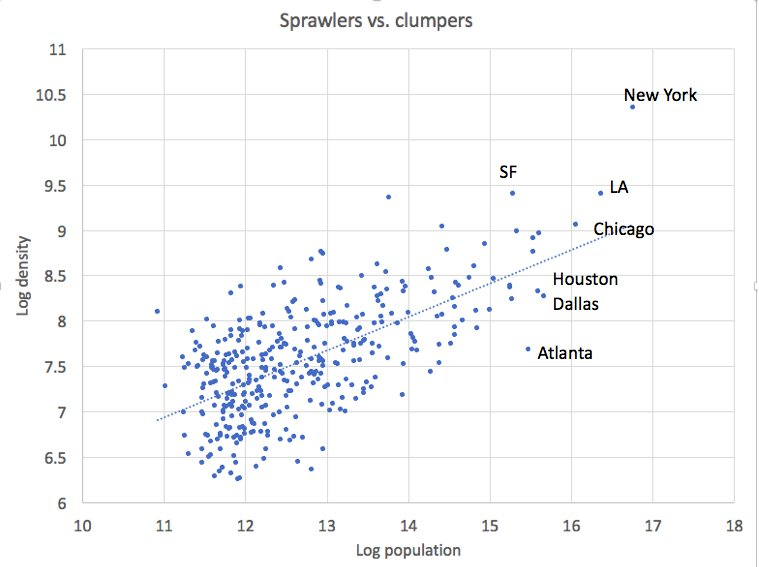 Sprawlers vs. clumpers
11
10.5
10
9.5
9
8.5
8
7.5
7
6.5
6
10 11 12 13 14 15 16 17 18
Log density
Log population
New York
SF
LA
Chicago
Houston
Dallas
Atlanta